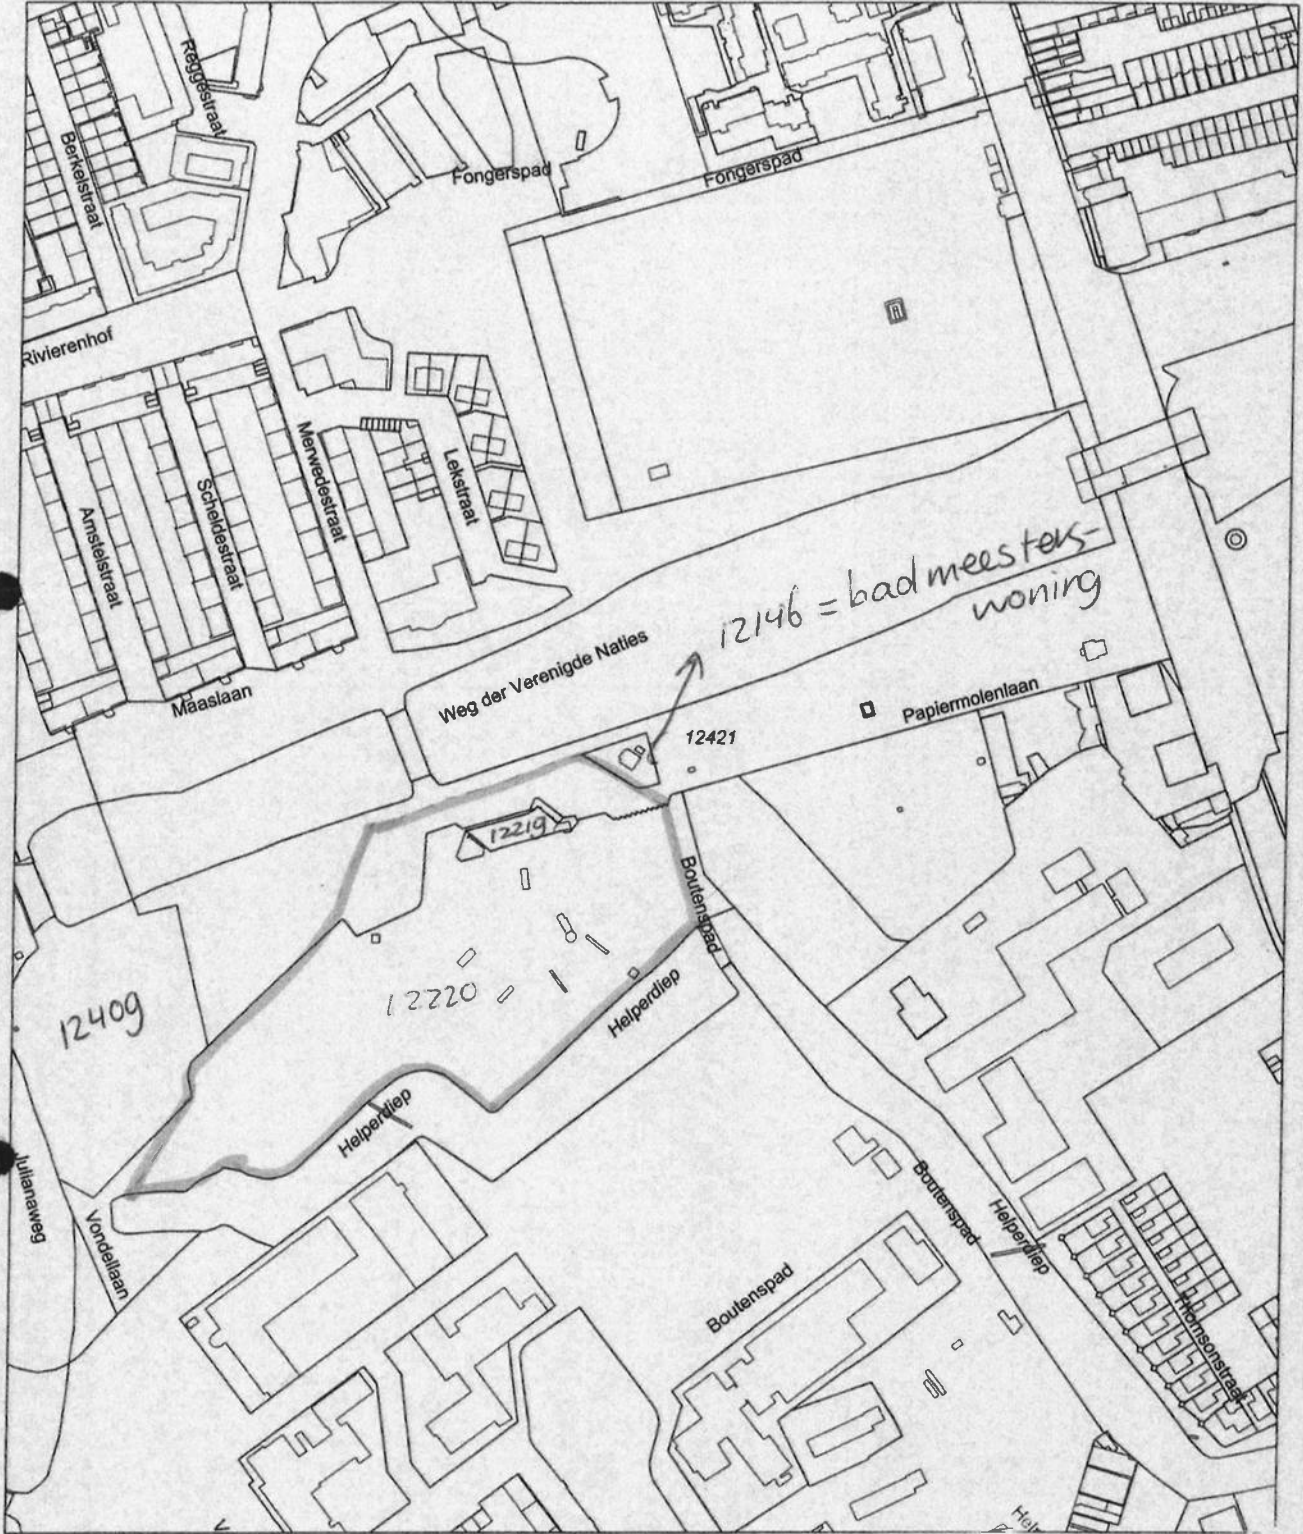 Reggestraat
Berkelstraat
Fongerspad
Fongerspad
Rivierenhof
Merwedestraat
Lekstraat
Scheldestraat
Amstelstraat
12146 = badmeesters-
woning
Weg der Verenigde Naties
Maaslaan
Papiermolenlaan
12421
12219
Boutenspad
12220
Helperdiep
12409
Helperdiep
Julianaweg
Vondellaan
Boutenspad
Helperdiep
Boutenspad
Thomsonstraat